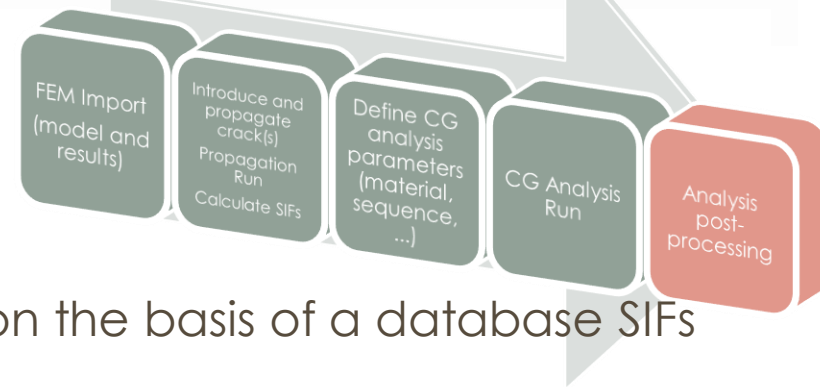 FEM Import
(model and
results)
Introduce and
propagate
crack(s)
Propagation
Run
Calculate SIFs
Define CG
analysis
parameters
(material,
sequence,
...)
CG Analysis
Run
Analysis
post-
processing
on the basis of a database SIFs